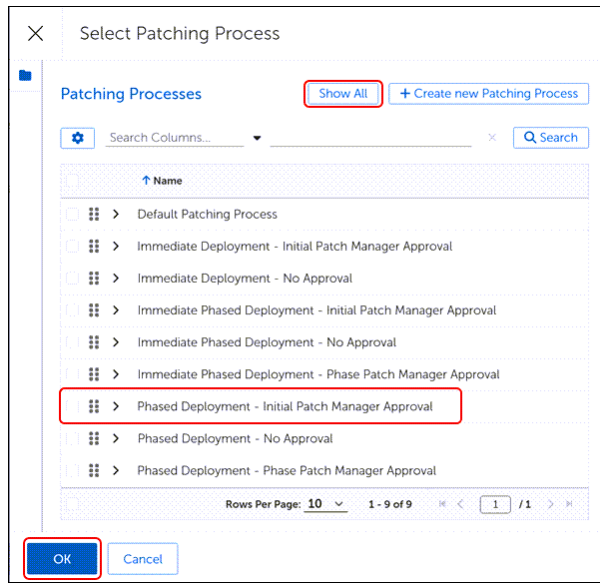 Select Patching Process
Patching Processes
Show All
+ Create new Patching Process
Search Columns...
Search
↑ Name
Default Patching Process
Immediate Deployment - Initial Patch Manager Approval
Immediate Deployment - No Approval
Immediate Phased Deployment - Initial Patch Manager Approval
Immediate Phased Deployment - No Approval
Immediate Phased Deployment - Phase Patch Manager Approval
Phased Deployment - Initial Patch Manager Approval
Phased Deployment - No Approval
Phased Deployment - Phase Patch Manager Approval
Rows Per Page: 10 1 - 9 of 9 1 / 1
OK Cancel